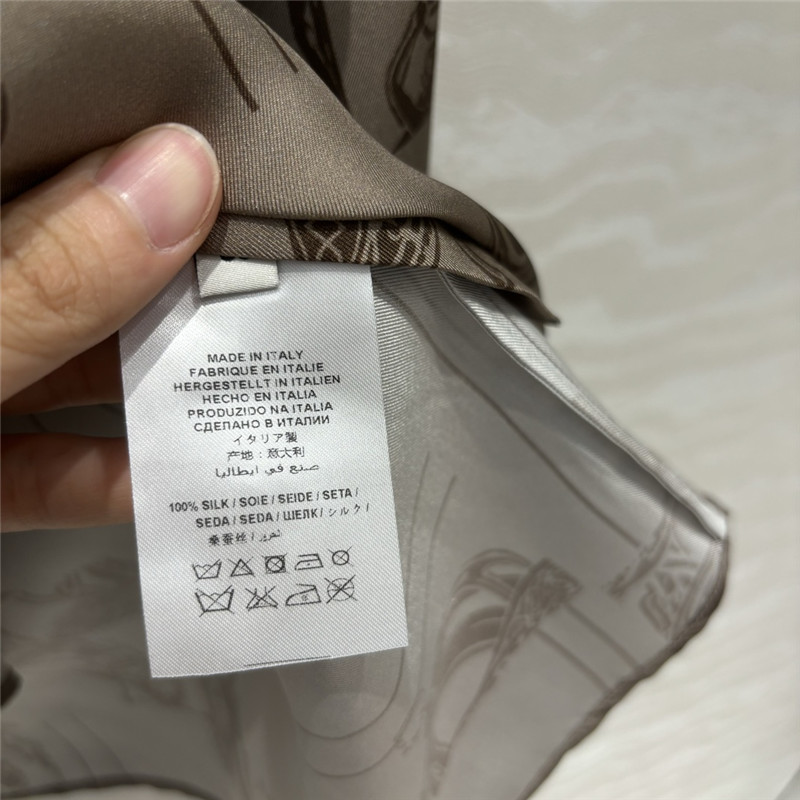 MADE IN ITALY
FABRIQUE EN ITALIE
HERGESTELLT IN ITALIEN
HECHO EN ITALIA
PRODUZIDO NA ITALIA
СДЕЛАНО В ИТАЛИИ
イタリア製
产地: 意大利
صنع في ايطاليا
100% SILK / SOIE / SEIDE / SETA /
SEDA / SEDA / ШЕЛК / シルク /
桑蚕丝 /